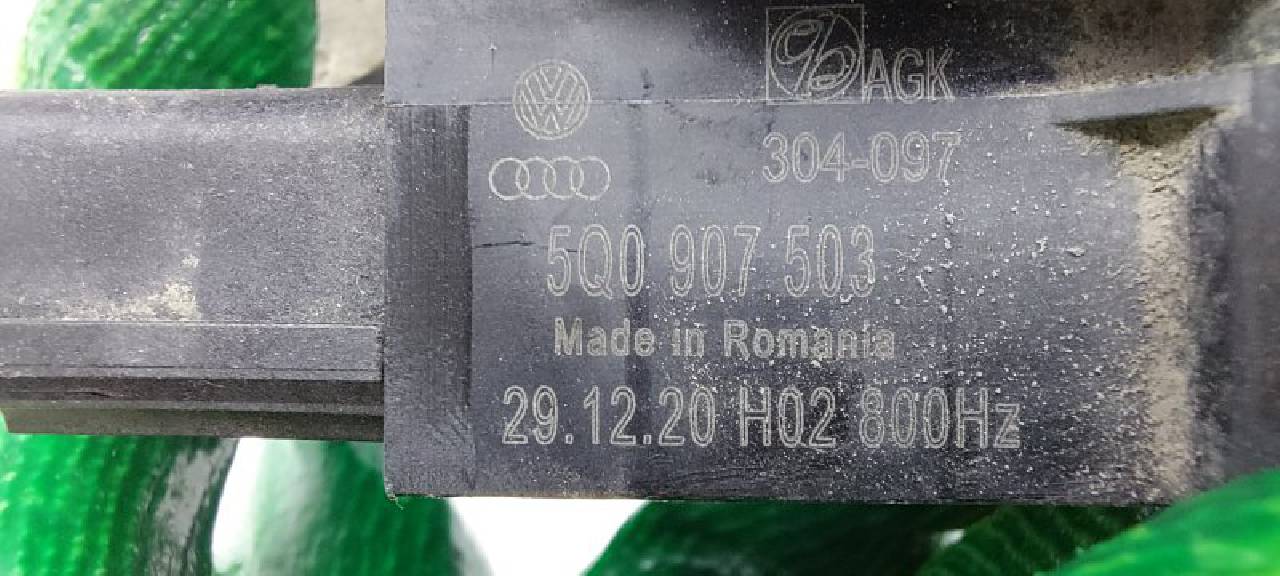 AGK
304-097
5Q0 907 503
Made in Romania
29.12.20 H02 800Hz